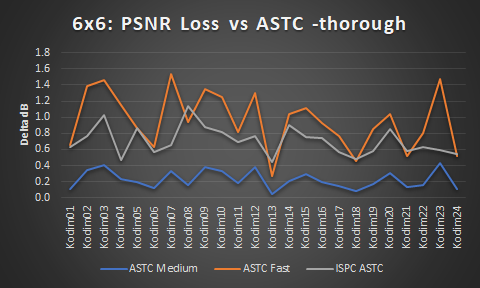 6x6: PSNR Loss vs ASTC -thorough
1.8
1.6
1.4
1.2
1.0
0.8
0.6
0.4
0.2
0.0
Delta dB
Kodim01
Kodim02
Kodim03
Kodim04
Kodim05
Kodim06
Kodim07
Kodim08
Kodim09
Kodim10
Kodim11
Kodim12
Kodim13
Kodim14
Kodim15
Kodim16
Kodim17
Kodim18
Kodim19
Kodim20
Kodim21
Kodim22
Kodim23
Kodim24
ASTC Medium ASTC Fast ISPC ASTC